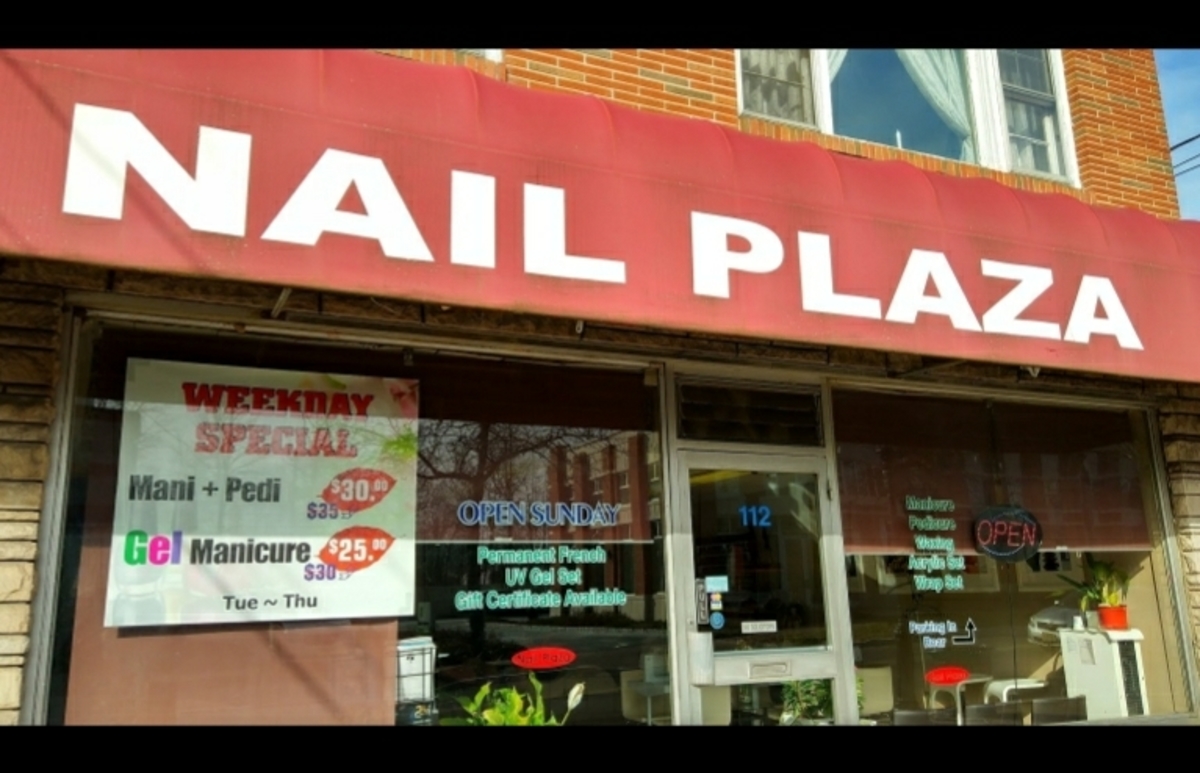 NAIL PLAZA
WEEKDAY
SPECIAL
Mani + Pedi $30.00
$35
Gel Manicure $25.00
$30
Tue ~ Thu
OPEN SUNDAY
Permanent French
UV Gel Set
Gift Certificate Available
Nail Plaza
112
Manicure
Pedicure
Waxing
Acrylic Set
Wrap Set
OPEN
Parking In
Rear